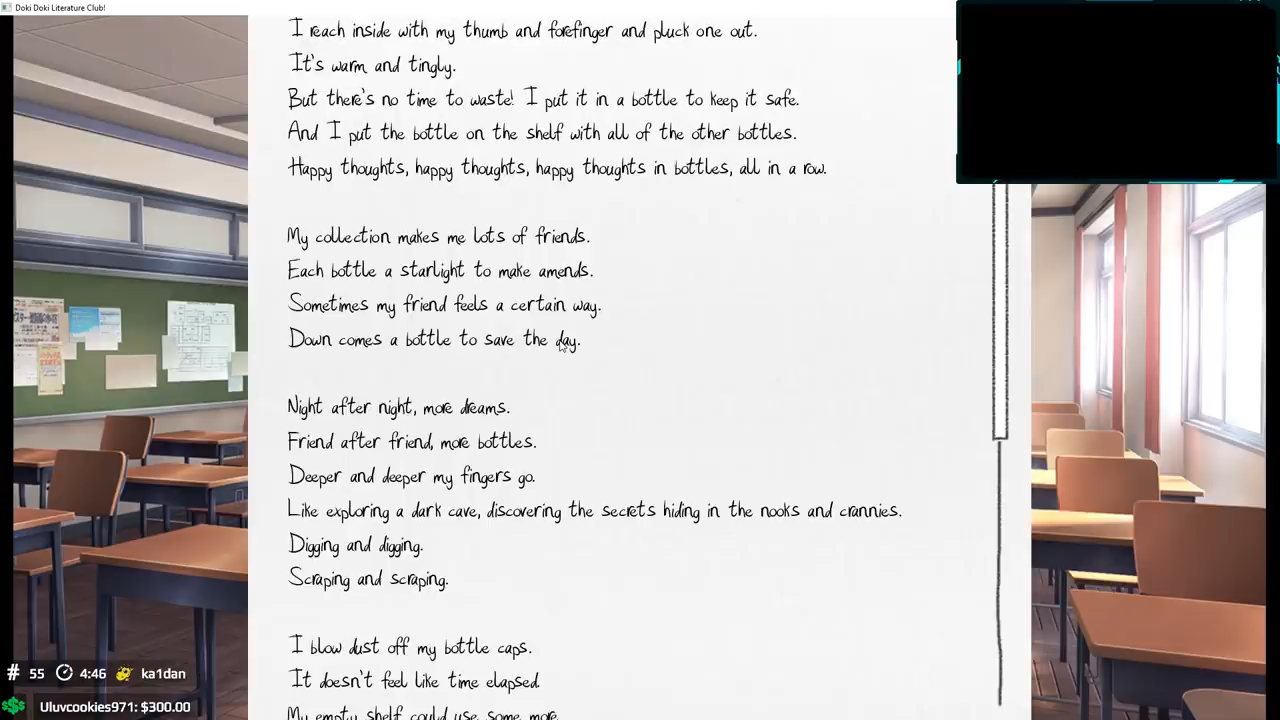 Doki Doki Literature Club!
I reach inside with my thumb and forefinger and pluck one out.
It's warm and tingly.
But there's no time to waste! I put it in a bottle to keep it safe.
And I put the bottle on the shelf with all of the other bottles.
Happy thoughts, happy thoughts, happy thoughts in bottles, all in a row.
My collection makes me lots of friends.
Each bottle a starlight to make amends.
Sometimes my friend feels a certain way.
Down comes a bottle to save the day.
Night after night, more dreams.
Friend after friend, more bottles.
Deeper and deeper my fingers go.
Like exploring a dark cave, discovering the secrets hiding in the nooks and crannies.
Digging and digging.
Scraping and scraping.
I blow dust off my bottle caps.
It doesn't feel like time elapsed.
My empty shelf could use some more.
# 55 4:46 ka1dan
Uluvcookies971: $300.00